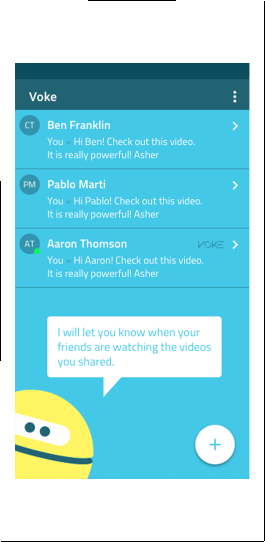 Voke
CT Ben Franklin
You Hi Ben! Check out this video.
It is really powerful! Asher
PM Pablo Marti
You Hi Pablo! Check out this video.
It is really powerful! Asher
AT Aaron Thomson VOKE
You Hi Aaron! Check out this video.
It is really powerful! Asher
I will let you know when your
friends are watching the videos
you shared.
+